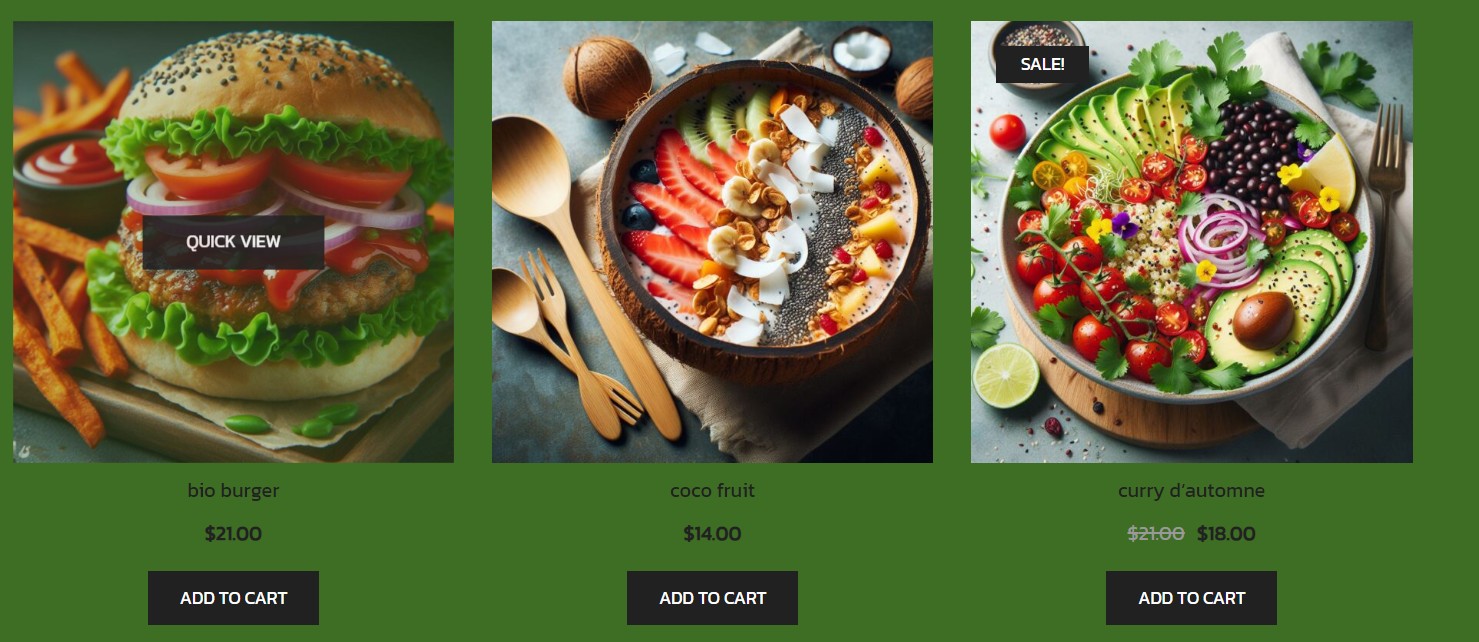 SALE!
QUICK VIEW
bio burger
$21.00
ADD TO CART
coco fruit
$14.00
ADD TO CART
curry d'automne
$21.00 $18.00
ADD TO CART